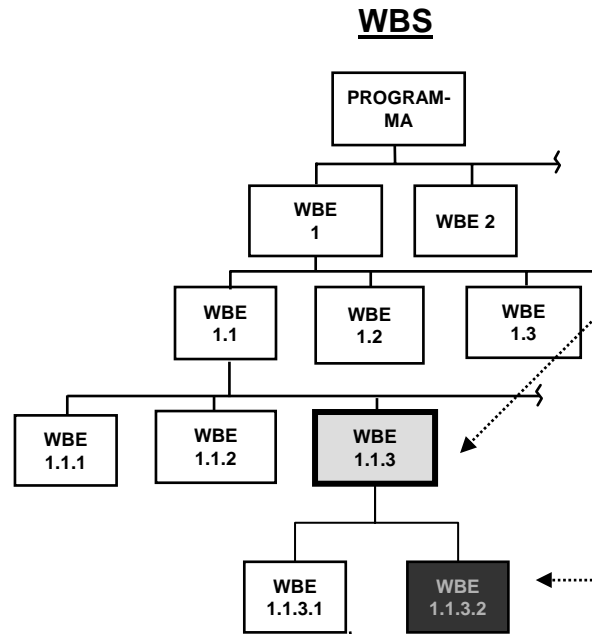 WBS
PROGRAM-
MA
WBE
1
WBE 2
WBE
1.1
WBE
1.2
WBE
1.3
WBE
1.1.1
WBE
1.1.2
WBE
1.1.3
WBE
1.1.3.1
WBE
1.1.3.2
.